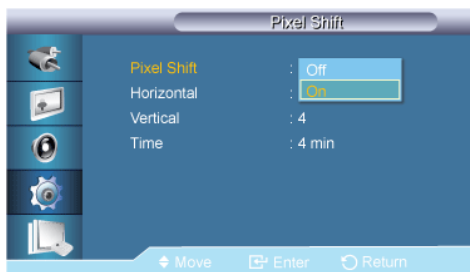 Pixel Shift
Pixel Shift : Off
Horizontal : On
Vertical : 4
Time : 4 min
Move Enter Return